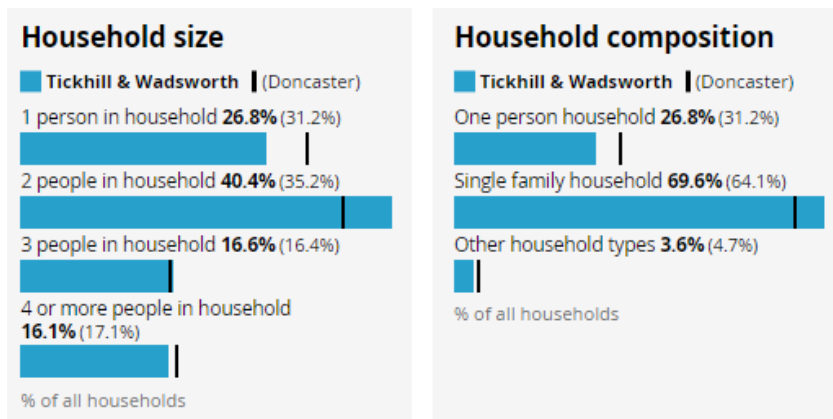 Household size
Tickhill & Wadsworth (Doncaster)
1 person in household 26.8% (31.2%)
2 people in household 40.4% (35.2%)
3 people in household 16.6% (16.4%)
4 or more people in household
16.1% (17.1%)
% of all households
Household composition
Tickhill & Wadsworth (Doncaster)
One person household 26.8% (31.2%)
Single family household 69.6% (64.1%)
Other household types 3.6% (4.7%)
% of all households